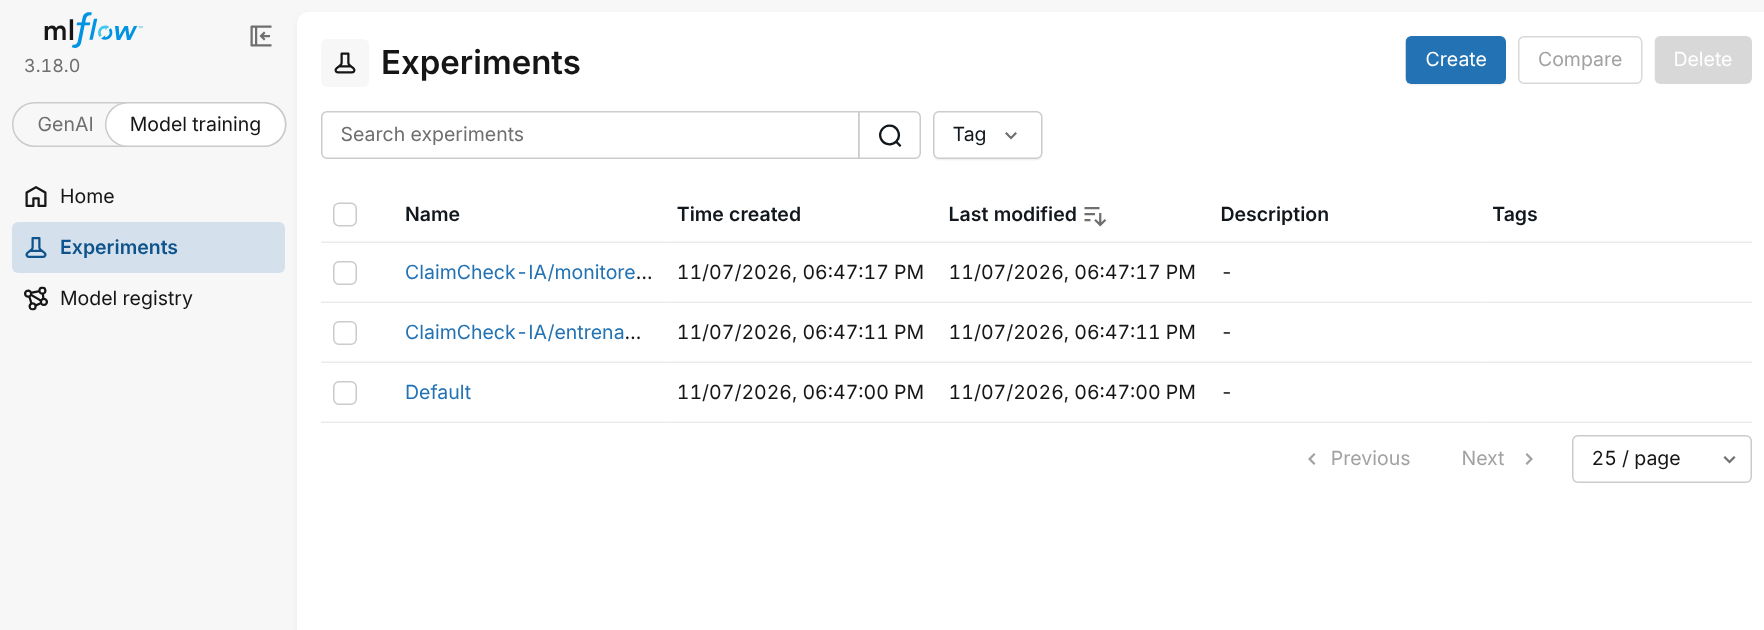 mlflow
3.18.0
GenAI Model training
Home
Experiments
Model registry
Experiments
Create Compare Delete
Search experiments Tag
Name Time created Last modified Description Tags
ClaimCheck-IA/monitore... 11/07/2026, 06:47:17 PM 11/07/2026, 06:47:17 PM -
ClaimCheck-IA/entrena... 11/07/2026, 06:47:11 PM 11/07/2026, 06:47:11 PM -
Default 11/07/2026, 06:47:00 PM 11/07/2026, 06:47:00 PM -
Previous Next 25 / page